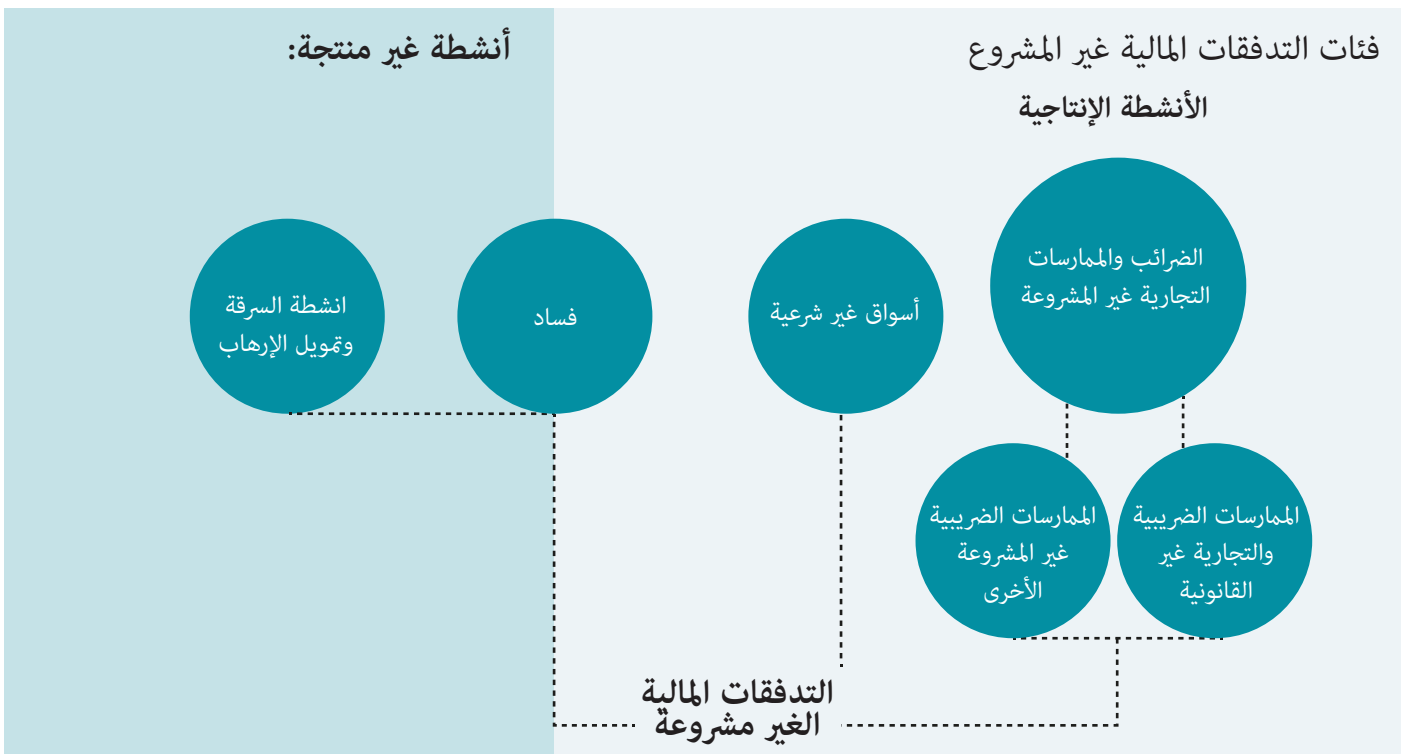 فئات التدفقات المالية غير المشروع
أنشطة غير منتجة:
الأنشطة الإنتاجية
الضرائب والممارسات
التجارية غير المشروعة
أسواق غير شرعية
فساد
انشطة السرقة
وتمويل الإرهاب
الممارسات الضريبية
والتجارية غير
القانونية
الممارسات الضريبية
غير المشروعة
الأخرى
التدفقات المالية
الغير مشروعة